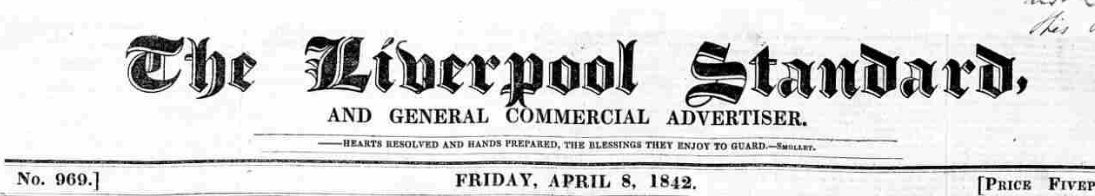 The Liverpool Standard,
AND GENERAL COMMERCIAL ADVERTISER.
——HEARTS RESOLVED AND HANDS PREPARED, THE BLESSINGS THEY ENJOY TO GUARD.—SMOLLET.
No. 969.] FRIDAY, APRIL 8, 1842. [PRICE FIVEP